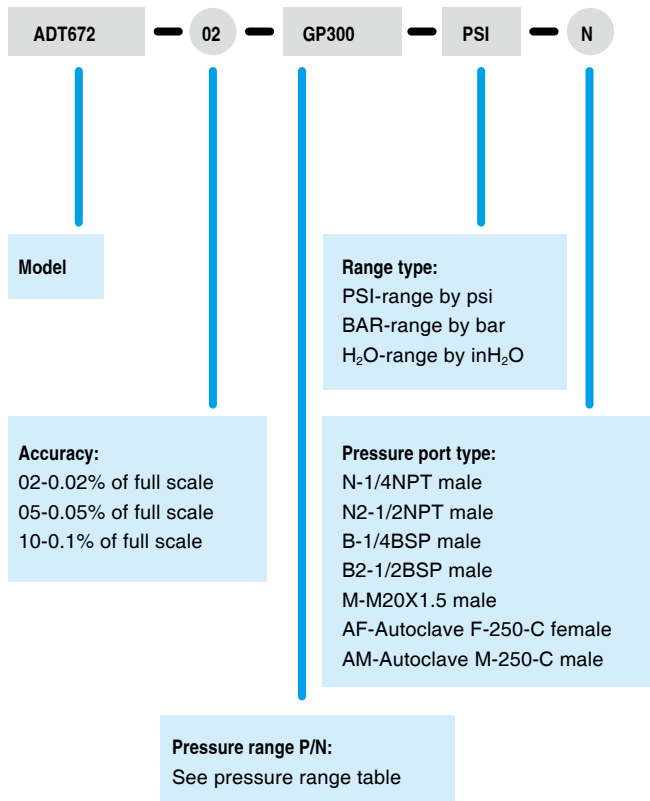 ADT672 — 02 — GP300 — PSI — N
Model
Range type:
PSI-range by psi
BAR-range by bar
H₂O-range by inH₂O
Accuracy:
02-0.02% of full scale
05-0.05% of full scale
10-0.1% of full scale
Pressure port type:
N-1/4NPT male
N2-1/2NPT male
B-1/4BSP male
B2-1/2BSP male
M-M20X1.5 male
AF-Autoclave F-250-C female
AM-Autoclave M-250-C male
Pressure range P/N:
See pressure range table